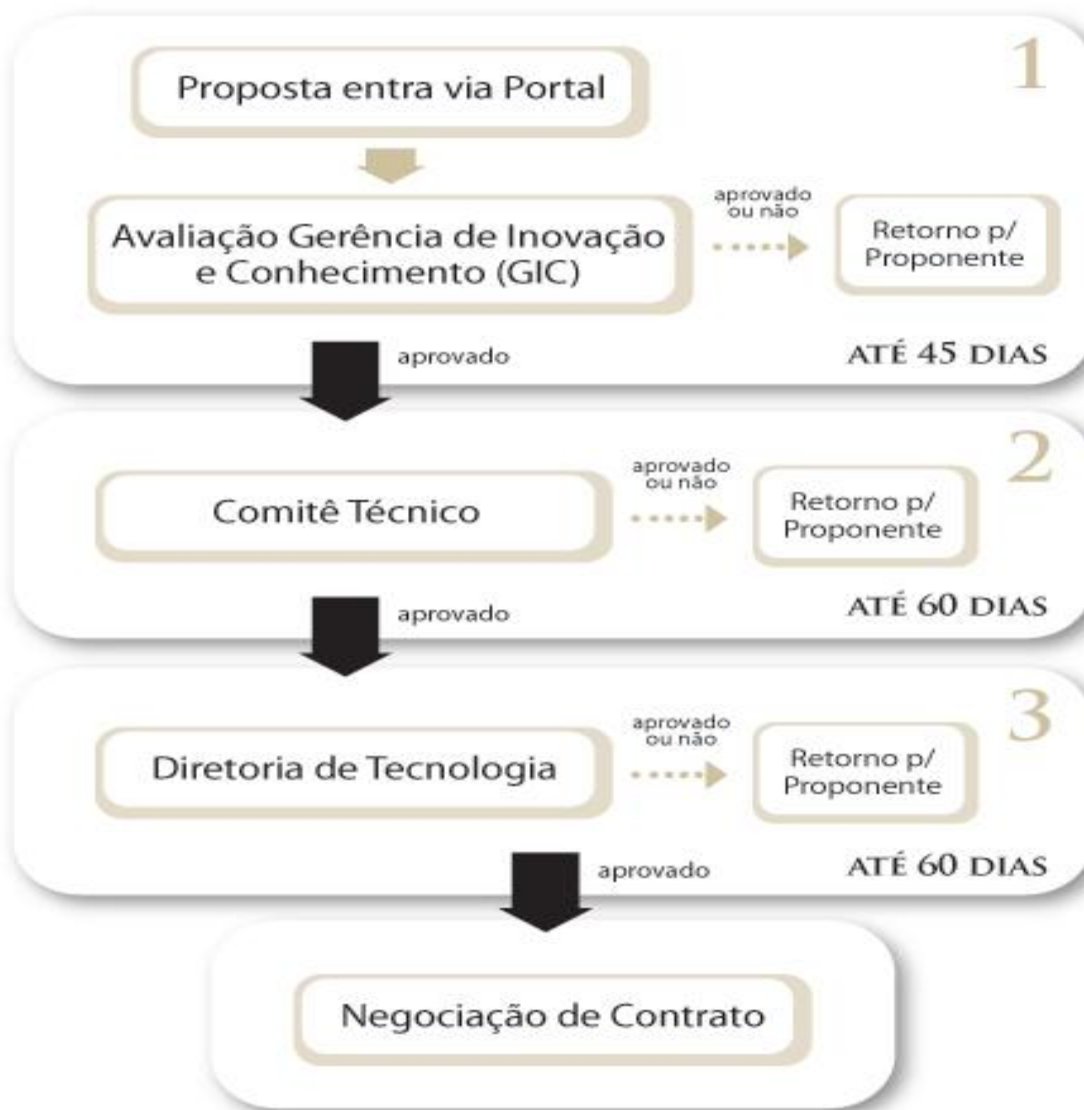 1
Proposta entra via Portal
Avaliação Gerência de Inovação
e Conhecimento (GIC)
aprovado
ou não
Retorno p/
Proponente
aprovado
ATÉ 45 DIAS
2
Comitê Técnico
aprovado
ou não
Retorno p/
Proponente
aprovado
ATÉ 60 DIAS
3
Diretoria de Tecnologia
aprovado
ou não
Retorno p/
Proponente
aprovado
ATÉ 60 DIAS
Negociação de Contrato